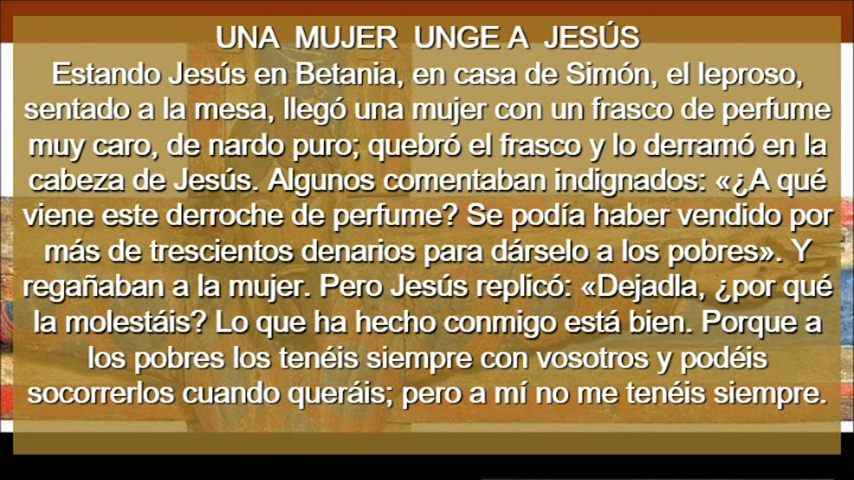 UNA MUJER UNGE A JESÚS
Estando Jesús en Betania, en casa de Simón, el leproso,
sentado a la mesa, llegó una mujer con un frasco de perfume
muy caro, de nardo puro; quebró el frasco y lo derramó en la
cabeza de Jesús. Algunos comentaban indignados: «¿A qué
viene este derroche de perfume? Se podía haber vendido por
más de trescientos denarios para dárselo a los pobres». Y
regañaban a la mujer. Pero Jesús replicó: «Dejadla, ¿por qué
la molestáis? Lo que ha hecho conmigo está bien. Porque a
los pobres los tenéis siempre con vosotros y podéis
socorrerlos cuando queráis; pero a mí no me tenéis siempre.